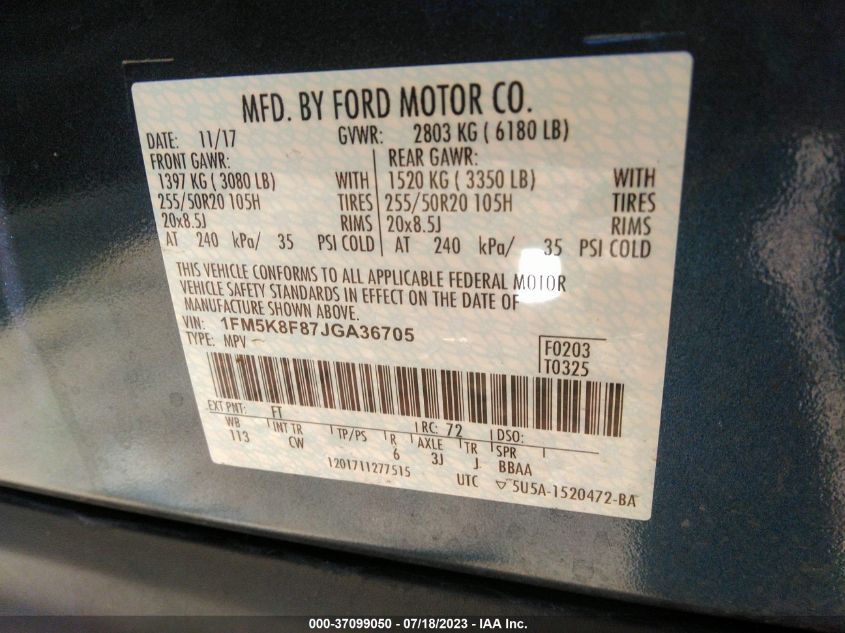 MFD. BY FORD MOTOR CO.
DATE: 11/17 GVWR: 2803 KG ( 6180 LB)
FRONT GAWR: REAR GAWR:
1397 KG ( 3080 LB) WITH 1520 KG ( 3350 LB) WITH
255/50R20 105H TIRES 255/50R20 105H TIRES
20x8.5J RIMS 20x8.5J RIMS
AT 240 kPa/ 35 PSI COLD AT 240 kPa/ 35 PSI COLD
THIS VEHICLE CONFORMS TO ALL APPLICABLE FEDERAL MOTOR
VEHICLE SAFETY STANDARDS IN EFFECT ON THE DATE OF
MANUFACTURE SHOWN ABOVE.
VIN: 1FM5K8F87JGA36705
TYPE: MPV
F0203
T0325
EXT PNT: FT RC: 72 DSO:
WB INT TR TP/PS R AXLE TR SPR
113 CW 6 3J J BBAA
1201711277515 UTC ▽5U5A-1520472-BA
000-37099050 - 07/18/2023 - IAA Inc.